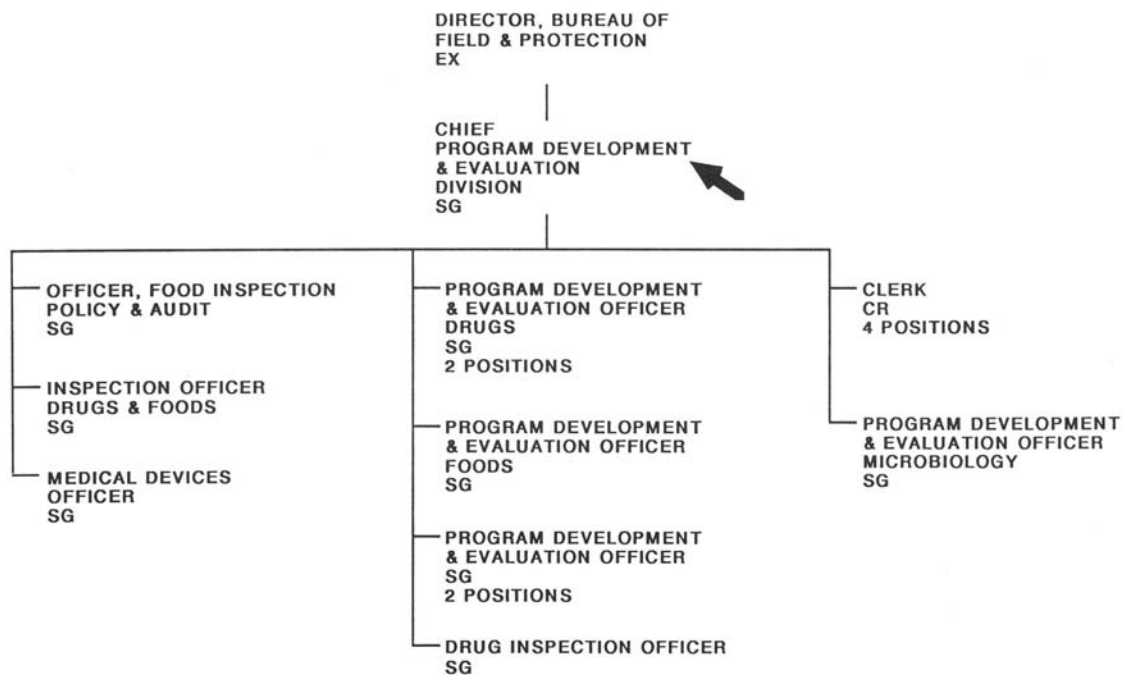 DIRECTOR, BUREAU OF
FIELD & PROTECTION
EX
CHIEF
PROGRAM DEVELOPMENT
& EVALUATION
DIVISION
SG
OFFICER, FOOD INSPECTION
POLICY & AUDIT
SG
INSPECTION OFFICER
DRUGS & FOODS
SG
MEDICAL DEVICES
OFFICER
SG
PROGRAM DEVELOPMENT
& EVALUATION OFFICER
DRUGS
SG
2 POSITIONS
PROGRAM DEVELOPMENT
& EVALUATION OFFICER
FOODS
SG
PROGRAM DEVELOPMENT
& EVALUATION OFFICER
SG
2 POSITIONS
DRUG INSPECTION OFFICER
SG
CLERK
CR
4 POSITIONS
PROGRAM DEVELOPMENT
& EVALUATION OFFICER
MICROBIOLOGY
SG